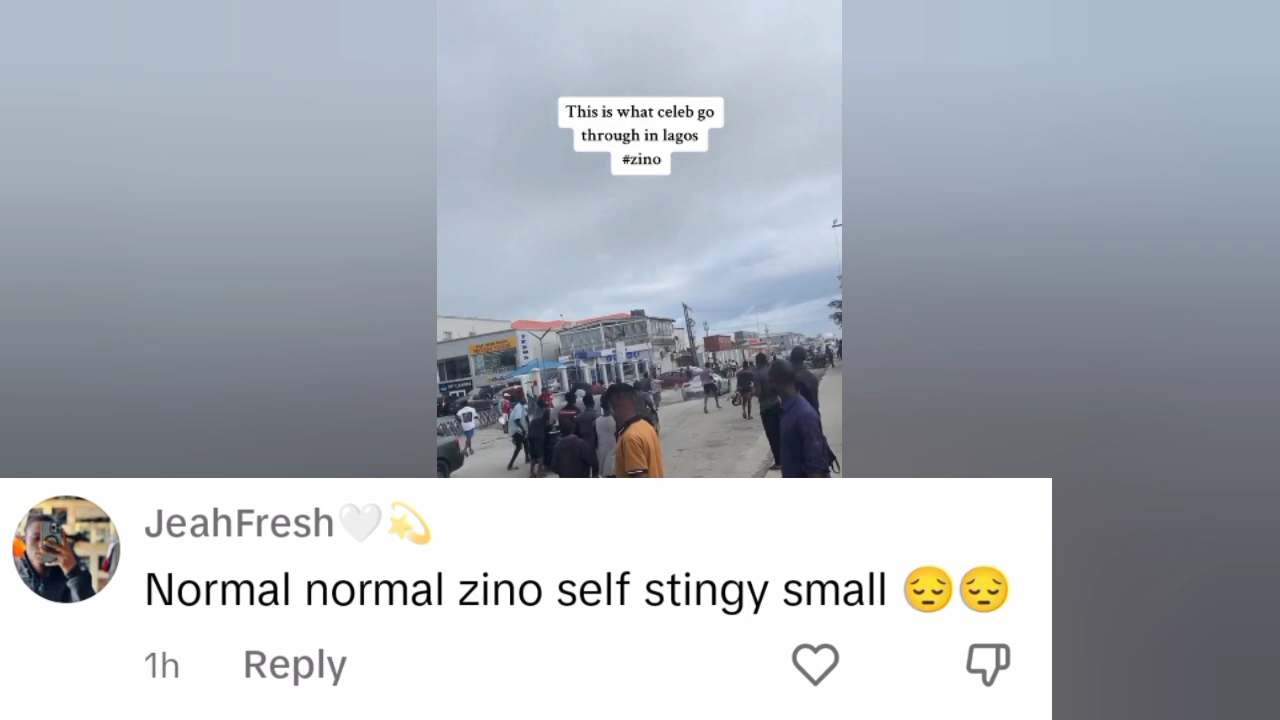 This is what celeb go
through in lagos
#zino
JeahFresh🤍💫
Normal normal zino self stingy small 😔😔
1h Reply